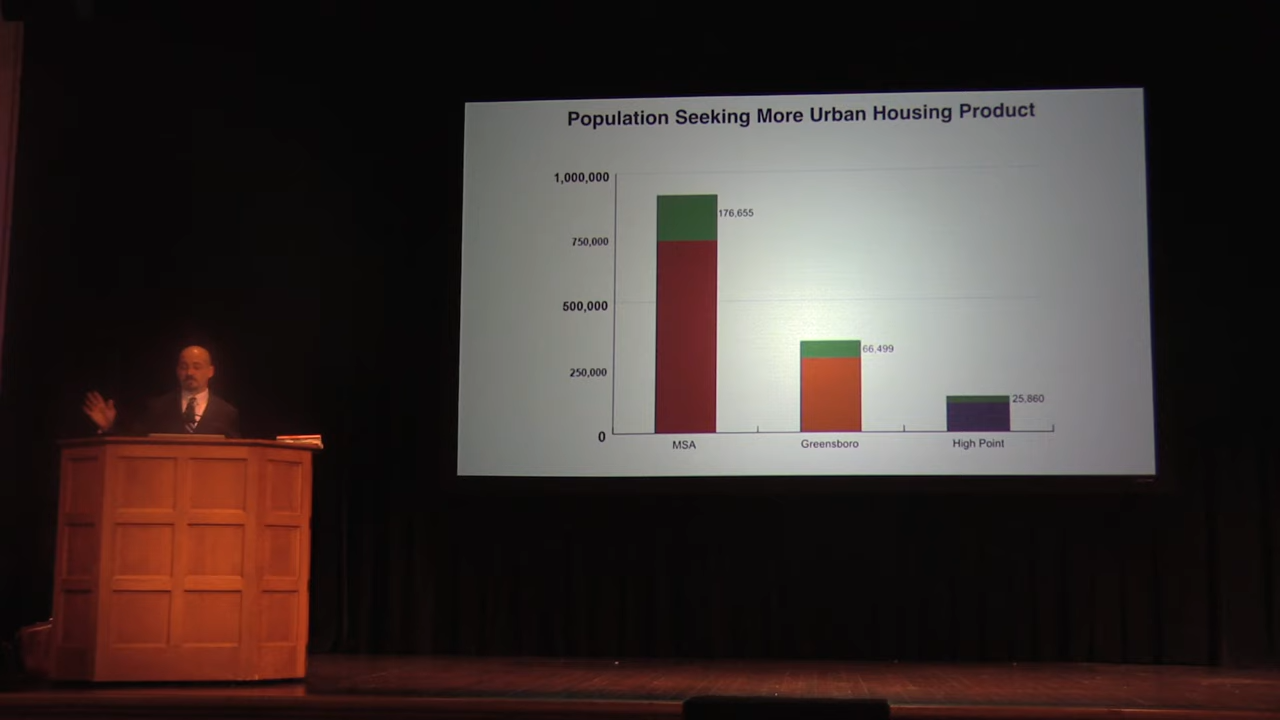 Population Seeking More Urban Housing Product
1,000,000
750,000
500,000
250,000
0
176,655
66,499
25,860
MSA
Greensboro
High Point